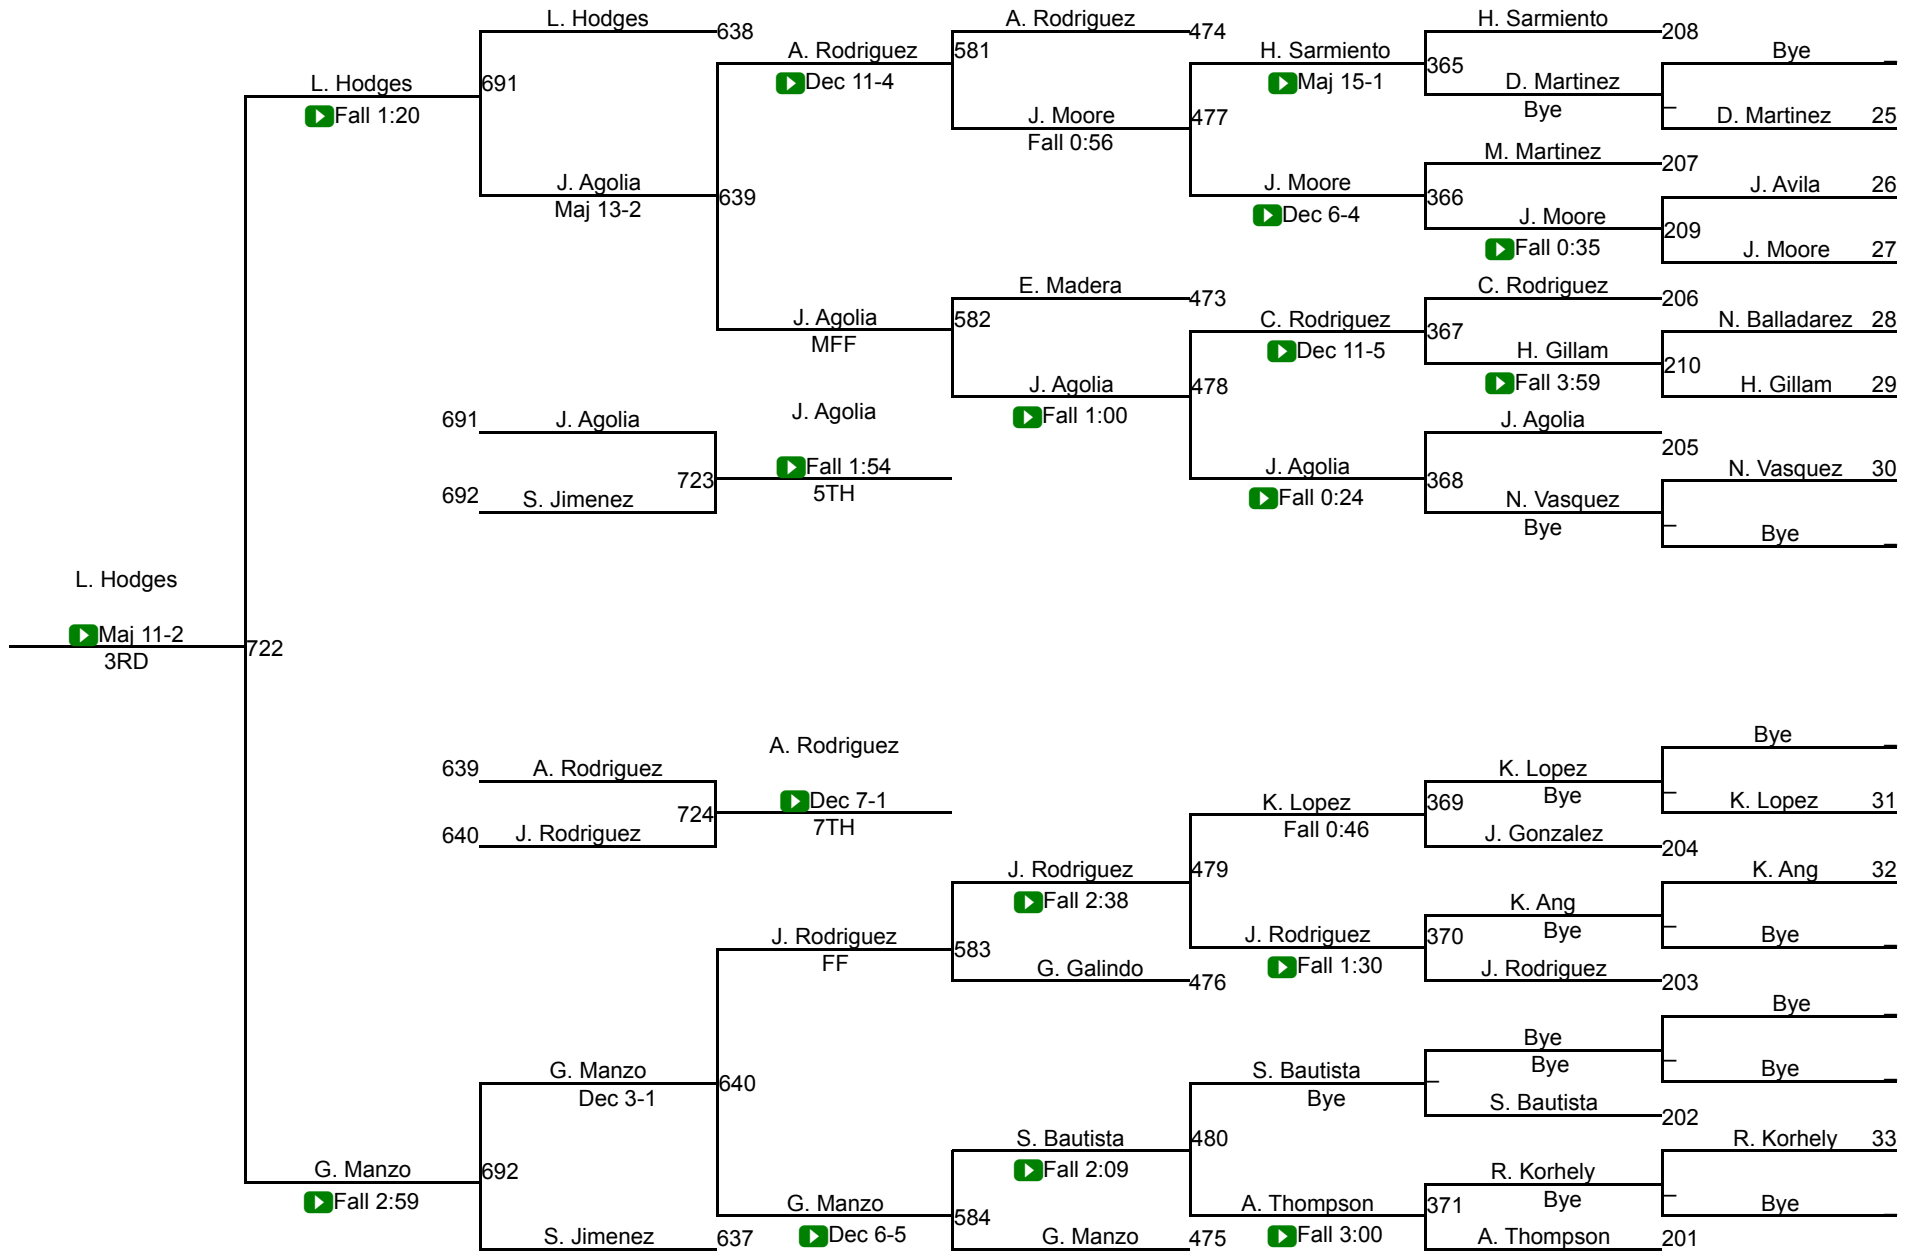 L. Hodges
638
A. Rodriguez
474
H. Sarmiento
208
A. Rodriguez
Dec 11-4
581
H. Sarmiento
Maj 15-1
365
Bye
_
L. Hodges
Fall 1:20
691
D. Martinez
Bye
_
D. Martinez 25
J. Moore
Fall 0:56
477
M. Martinez
207
J. Agolia
Maj 13-2
639
J. Moore
Dec 6-4
366
J. Avila 26
J. Moore
Fall 0:35
209
J. Moore 27
E. Madera
473
C. Rodriguez
206
J. Agolia
MFF
582
C. Rodriguez
Dec 11-5
367
N. Balladarez 28
H. Gillam
Fall 3:59
210
H. Gillam 29
J. Agolia
Fall 1:00
478
691
J. Agolia
J. Agolia
Fall 1:54
5TH
J. Agolia
205
723
692
S. Jimenez
J. Agolia
Fall 0:24
368
N. Vasquez 30
N. Vasquez
Bye
_
Bye
_
L. Hodges
Maj 11-2
3RD
722
A. Rodriguez
Bye
_
639
A. Rodriguez
Dec 7-1
7TH
724
640
J. Rodriguez
K. Lopez
Bye
_
K. Lopez 31
K. Lopez
Fall 0:46
369
J. Gonzalez
204
J. Rodriguez
Fall 2:38
479
K. Ang 32
K. Ang
Bye
_
Bye
_
J. Rodriguez
FF
583
J. Rodriguez
Fall 1:30
370
G. Galindo
476
J. Rodriguez
203
Bye
_
Bye
Bye
_
Bye
_
G. Manzo
Dec 3-1
640
S. Bautista
Bye
_
S. Bautista
202
S. Bautista
Fall 2:09
480
R. Korhely 33
G. Manzo
Fall 2:59
692
R. Korhely
Bye
_
Bye
_
G. Manzo
Dec 6-5
584
A. Thompson
Fall 3:00
371
S. Jimenez
637
G. Manzo
475
A. Thompson
201